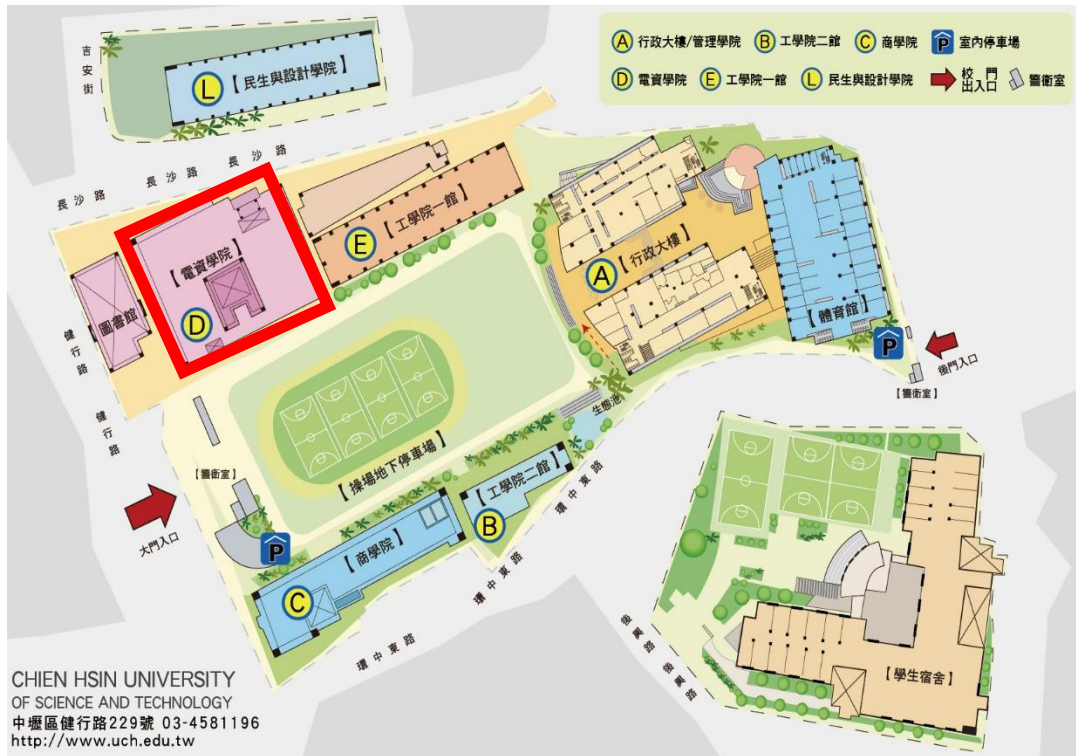 Ⓐ 行政大樓/管理學院 Ⓑ 工學院二館 Ⓒ 商學院 P 室內停車場
Ⓓ 電資學院 Ⓔ 工學院一館 Ⓛ 民生與設計學院 校門出入口 警衛室
吉安街
L 【民生與設計學院】
長沙路
長沙路
長沙路
E 【工學院一館】
【電資學院】
D
圖書館
A 【行政大樓】
【體育館】
P
後門入口
【警衛室】
健行路
健行路
生態池
【操場地下停車場】
【警衛室】
大門入口
P
【工學院二館】
B
【商學院】
C
環中東路
環中東路
環中東路
後興路
後興路
【學生宿舍】
CHIEN HSIN UNIVERSITY
OF SCIENCE AND TECHNOLOGY
中壢區健行路229號 03-4581196
http://www.uch.edu.tw